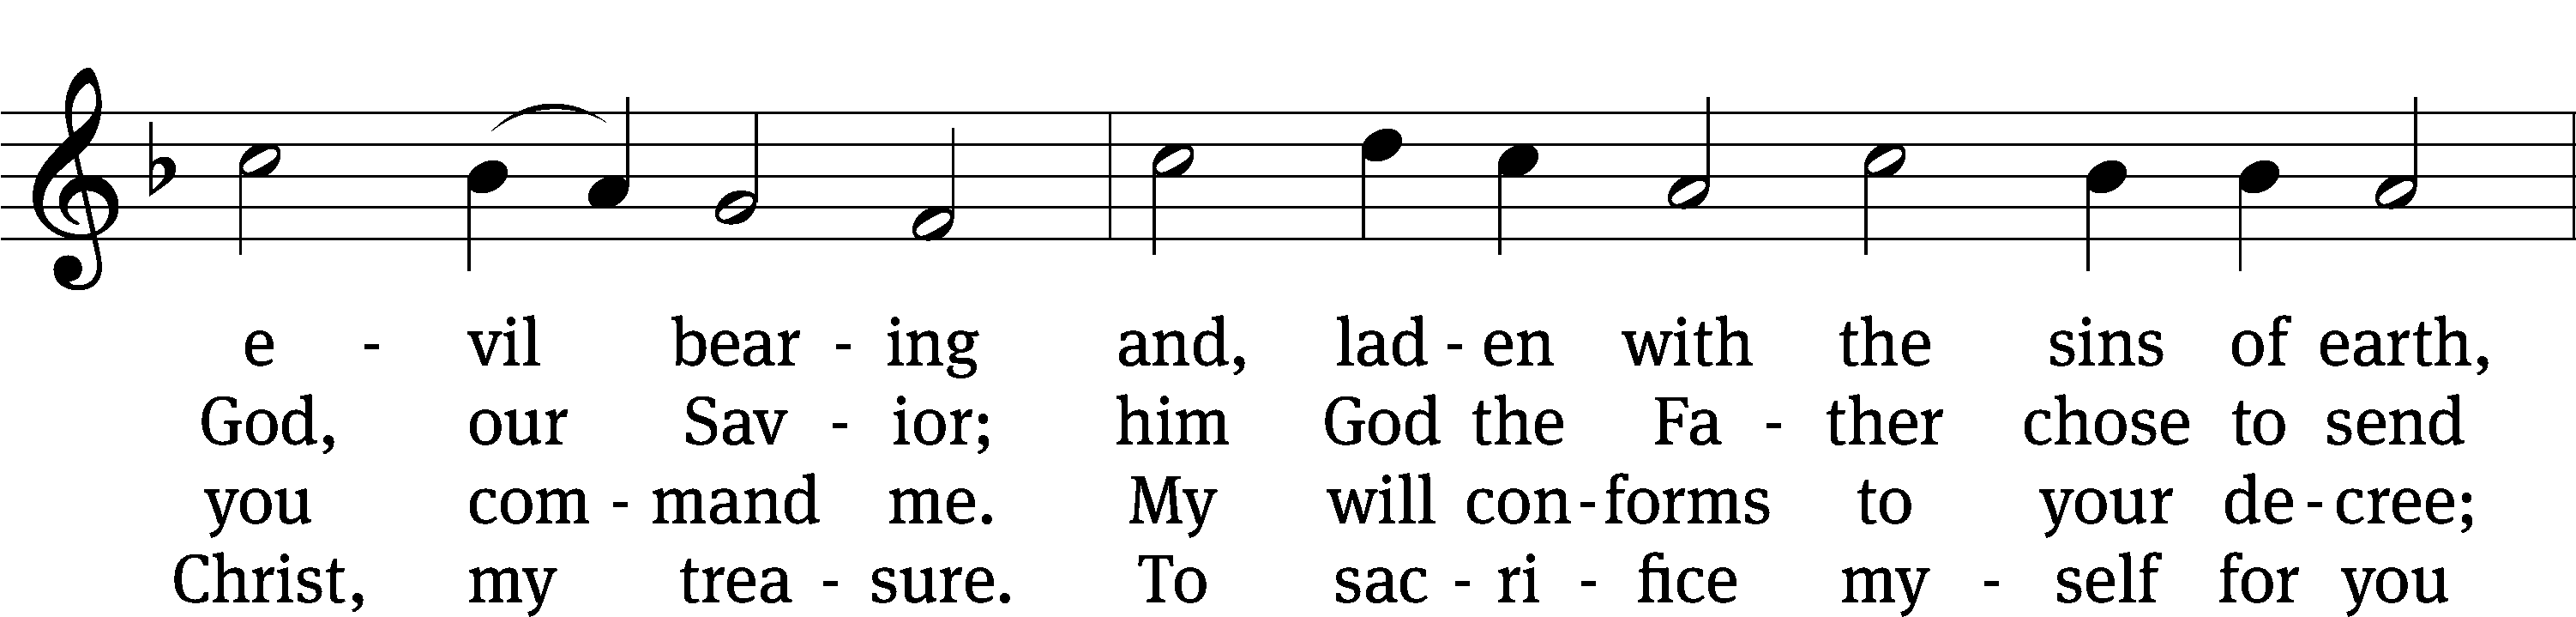 e - vil bear - ing and, lad - en with the sins of earth,
God, our Sav - ior; him God the Fa - ther chose to send
you com - mand me. My will con - forms to your de - cree;
Christ, my trea - sure. To sac - ri - fice my - self for you